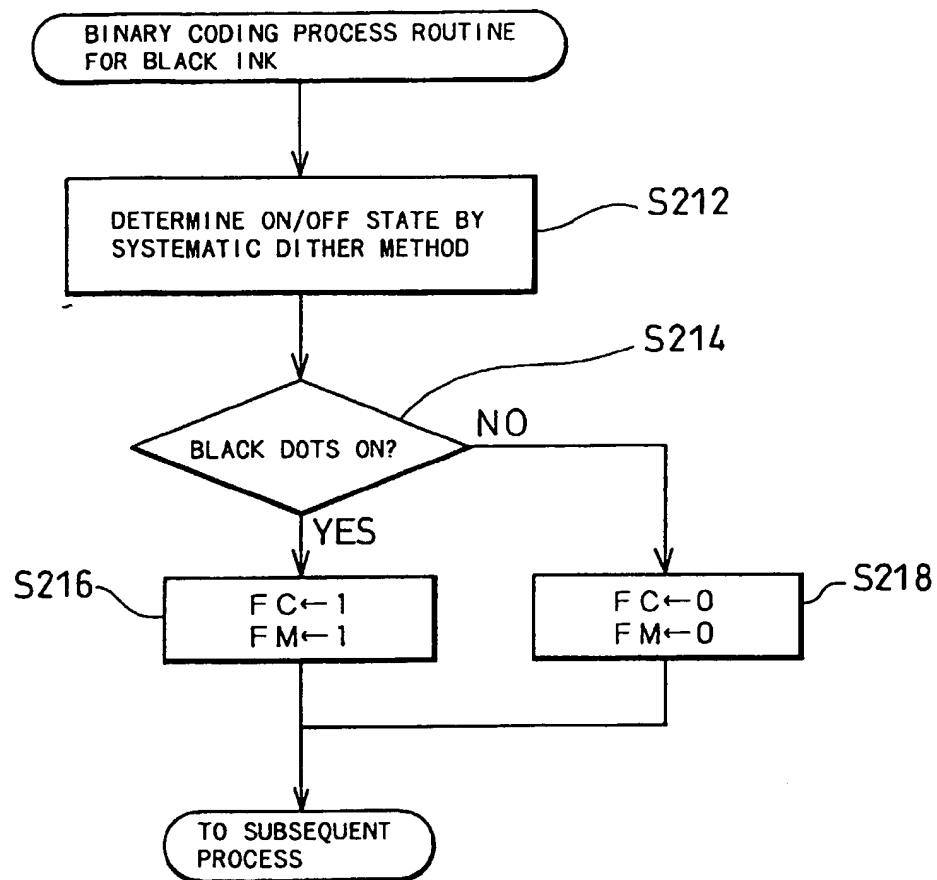 BINARY CODING PROCESS ROUTINE
FOR BLACK INK
DETERMINE ON/OFF STATE BY
SYSTEMATIC DITHER METHOD
S212
S214
BLACK DOTS ON?
NO
YES
S216
FC←1
FM←1
FC←0
FM←0
S218
TO SUBSEQUENT
PROCESS